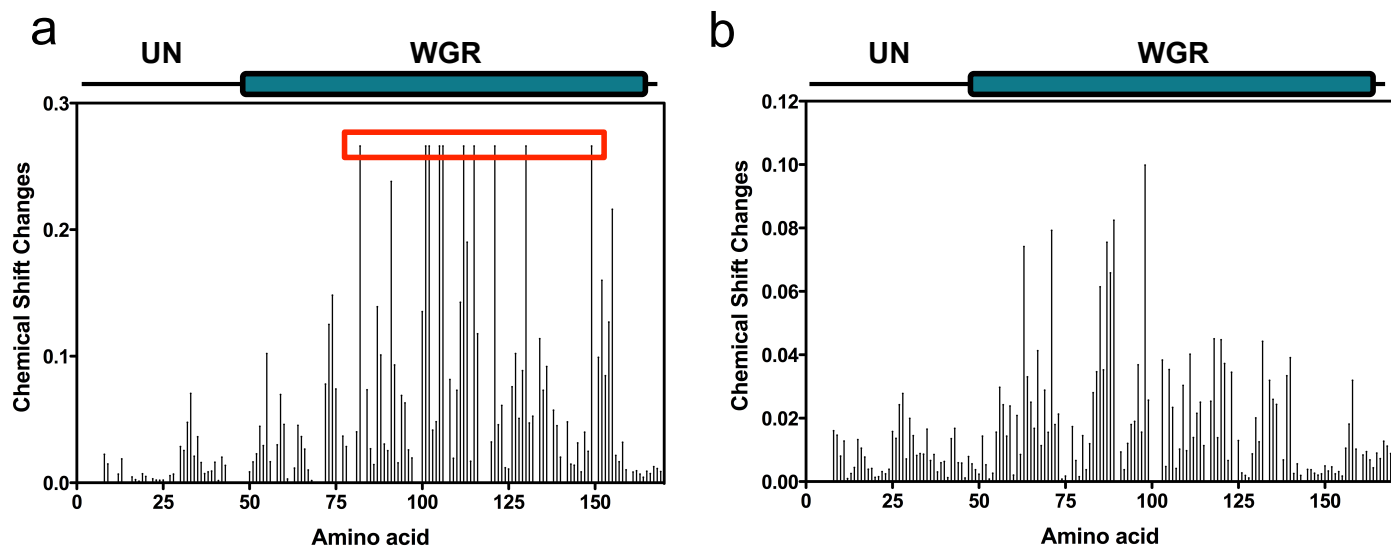 a
UN WGR
0.3
0.2
0.1
0.0
Chemical Shift Changes
0 25 50 75 100 125 150
Amino acid
b
UN WGR
0.12
0.10
0.08
0.06
0.04
0.02
0.00
Chemical Shift Changes
0 25 50 75 100 125 150
Amino acid